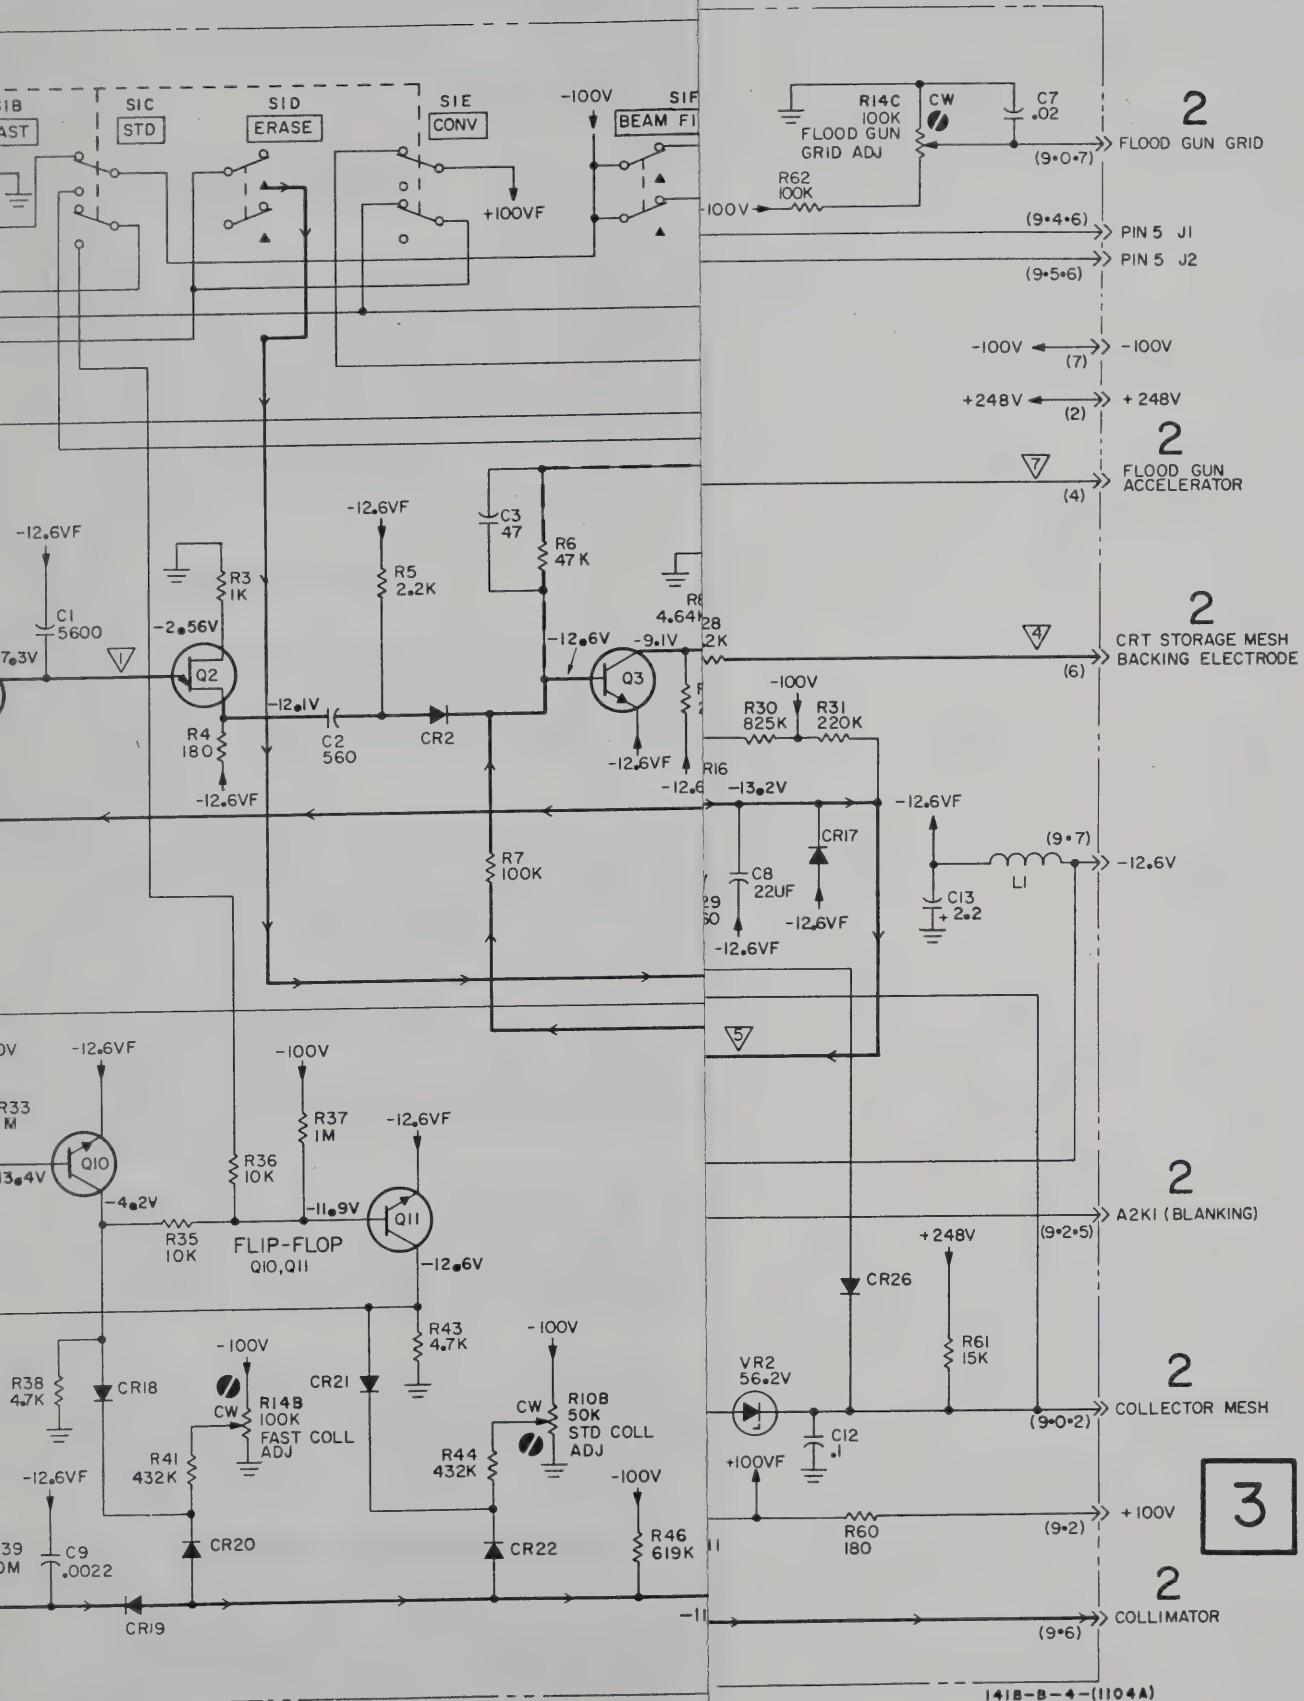 SIC
STD
SID
ERASE
SIE
CONV
-100V
+100VF
R14C
100K
FLOOD GUN
GRID ADJ
CW
C7
.02
2
FLOOD GUN GRID
(9•0•7)
R62
100K
-100V
(9•4•6)
PIN 5 J1
PIN 5 J2
(9•5•6)
-100V
-100V
(7)
+248V
+248V
(2)
2
7
FLOOD GUN
ACCELERATOR
(4)
-12.6VF
C1
5600
1
7.3V
R3
1K
-2.56V
Q2
R4
180
-12.6VF
-12.1V
C2
560
-12.6VF
R5
2.2K
CR2
C3
47
R6
47K
-12.6V
-9.1V
Q3
4.64K
-12.6VF
2
4
CRT STORAGE MESH
BACKING ELECTRODE
(6)
-100V
R30
825K
R31
220K
R16
-13.2V
C8
22UF
-12.6VF
CR17
-12.6VF
-12.6VF
(9•7)
-12.6V
L1
C13
+ 2.2
R7
100K
5
-12.6VF
R33
Q10
-4.2V
R35
10K
R36
10K
-100V
R37
1M
-11.9V
FLIP-FLOP
Q10,Q11
-12.6VF
Q11
-12.6V
2
A2K1 (BLANKING)
(9•2•5)
+248V
CR26
R61
15K
R38
4.7K
CR18
-100V
R14B
100K
FAST COLL
ADJ
CW
R41
432K
CR21
R43
4.7K
-100V
R10B
50K
STD COLL
ADJ
CW
R44
432K
VR2
56.2V
C12
.1
2
COLLECTOR MESH
(9•0•2)
-12.6VF
C9
.0022
CR20
CR22
-100V
R46
619K
+100VF
R60
180
+100V
(9•2)
3
CR19
2
COLLIMATOR
(9•6)
141B-B-4-(1104A)